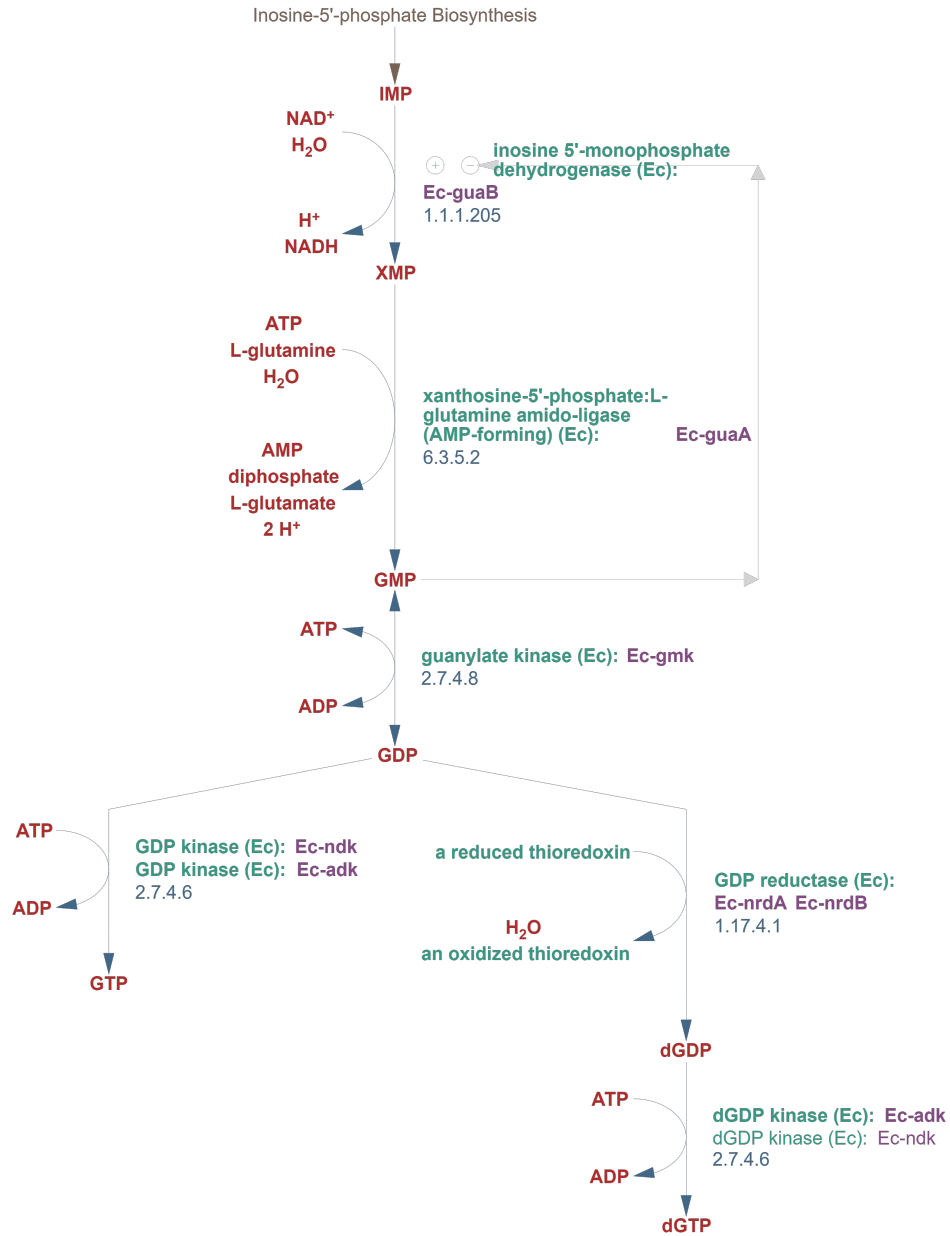 Inosine-5'-phosphate Biosynthesis
IMP
NAD+
H2O
inosine 5'-monophosphate
dehydrogenase (Ec):
+ −
Ec-guaB
1.1.1.205
H+
NADH
XMP
ATP
L-glutamine
H2O
xanthosine-5'-phosphate:L-
glutamine amido-ligase
(AMP-forming) (Ec): Ec-guaA
6.3.5.2
AMP
diphosphate
L-glutamate
2 H+
GMP
ATP
guanylate kinase (Ec): Ec-gmk
2.7.4.8
ADP
GDP
ATP
GDP kinase (Ec): Ec-ndk
GDP kinase (Ec): Ec-adk
2.7.4.6
ADP
GTP
a reduced thioredoxin
GDP reductase (Ec):
Ec-nrdA Ec-nrdB
1.17.4.1
H2O
an oxidized thioredoxin
dGDP
ATP
dGDP kinase (Ec): Ec-adk
dGDP kinase (Ec): Ec-ndk
2.7.4.6
ADP
dGTP